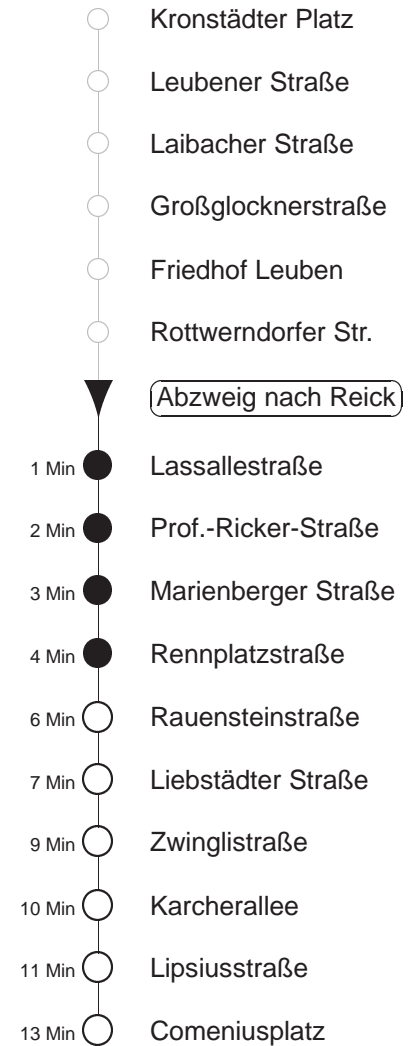 Kronstädter Platz
Leubener Straße
Laibacher Straße
Großglocknerstraße
Friedhof Leuben
Rottwerndorfer Str.
Abzweig nach Reick
1 Min Lassallestraße
2 Min Prof.-Ricker-Straße
3 Min Marienberger Straße
4 Min Rennplatzstraße
6 Min Rauensteinstraße
7 Min Liebstädter Straße
9 Min Zwinglistraße
10 Min Karcherallee
11 Min Lipsiusstraße
13 Min Comeniusplatz